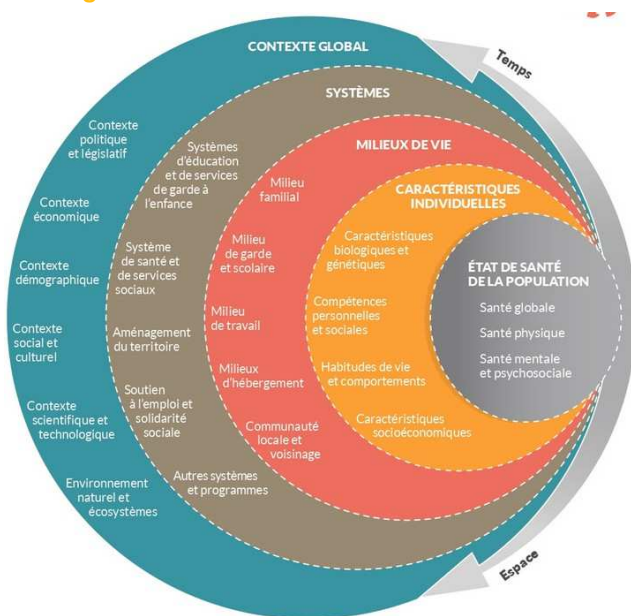 CONTEXTE GLOBAL
Contexte
politique
et législatif
Contexte
économique
Contexte
démographique
Contexte
social et
culturel
Contexte
scientifique et
technologique
Environnement
naturel et
écosystèmes
SYSTÈMES
Systèmes
d'éducation
et de services
de garde à
l'enfance
Système
de santé et
de services
sociaux
Aménagement
du territoire
Soutien
à l'emploi et
solidarité
sociale
Autres systèmes
et programmes
MILIEUX DE VIE
Milieu
familial
Milieu
de garde
et scolaire
Milieu
de travail
Milieux
d'hébergement
Communauté
locale et
voisinage
CARACTÉRISTIQUES
INDIVIDUELLES
Caractéristiques
biologiques et
génétiques
Compétences
personnelles
et sociales
Habitudes de vie
et comportements
Caractéristiques
socioéconomiques
ÉTAT DE SANTÉ
DE LA POPULATION
Santé globale
Santé physique
Santé mentale
et psychosociale
Temps
Espace